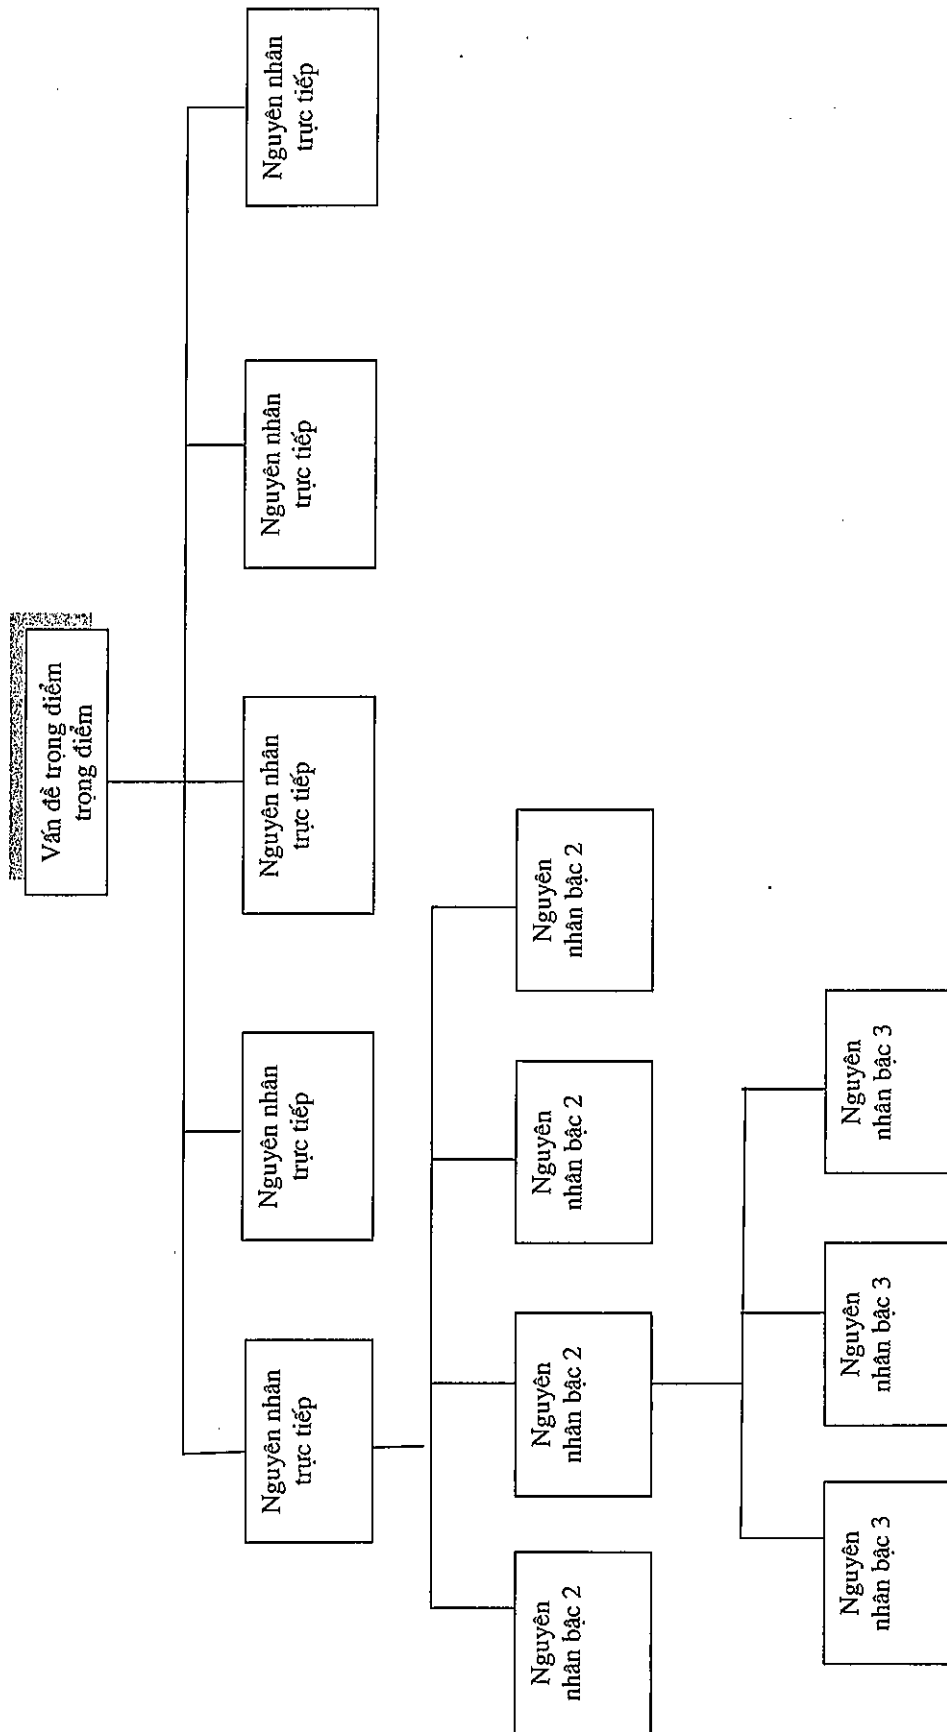 Vấn đề trọng điểm
trọng điểm
Nguyên nhân
trực tiếp
Nguyên nhân
trực tiếp
Nguyên nhân
trực tiếp
Nguyên nhân
trực tiếp
Nguyên nhân
trực tiếp
Nguyên
nhân bậc 2
Nguyên
nhân bậc 2
Nguyên
nhân bậc 2
Nguyên
nhân bậc 2
Nguyên
nhân bậc 3
Nguyên
nhân bậc 3
Nguyên
nhân bậc 3